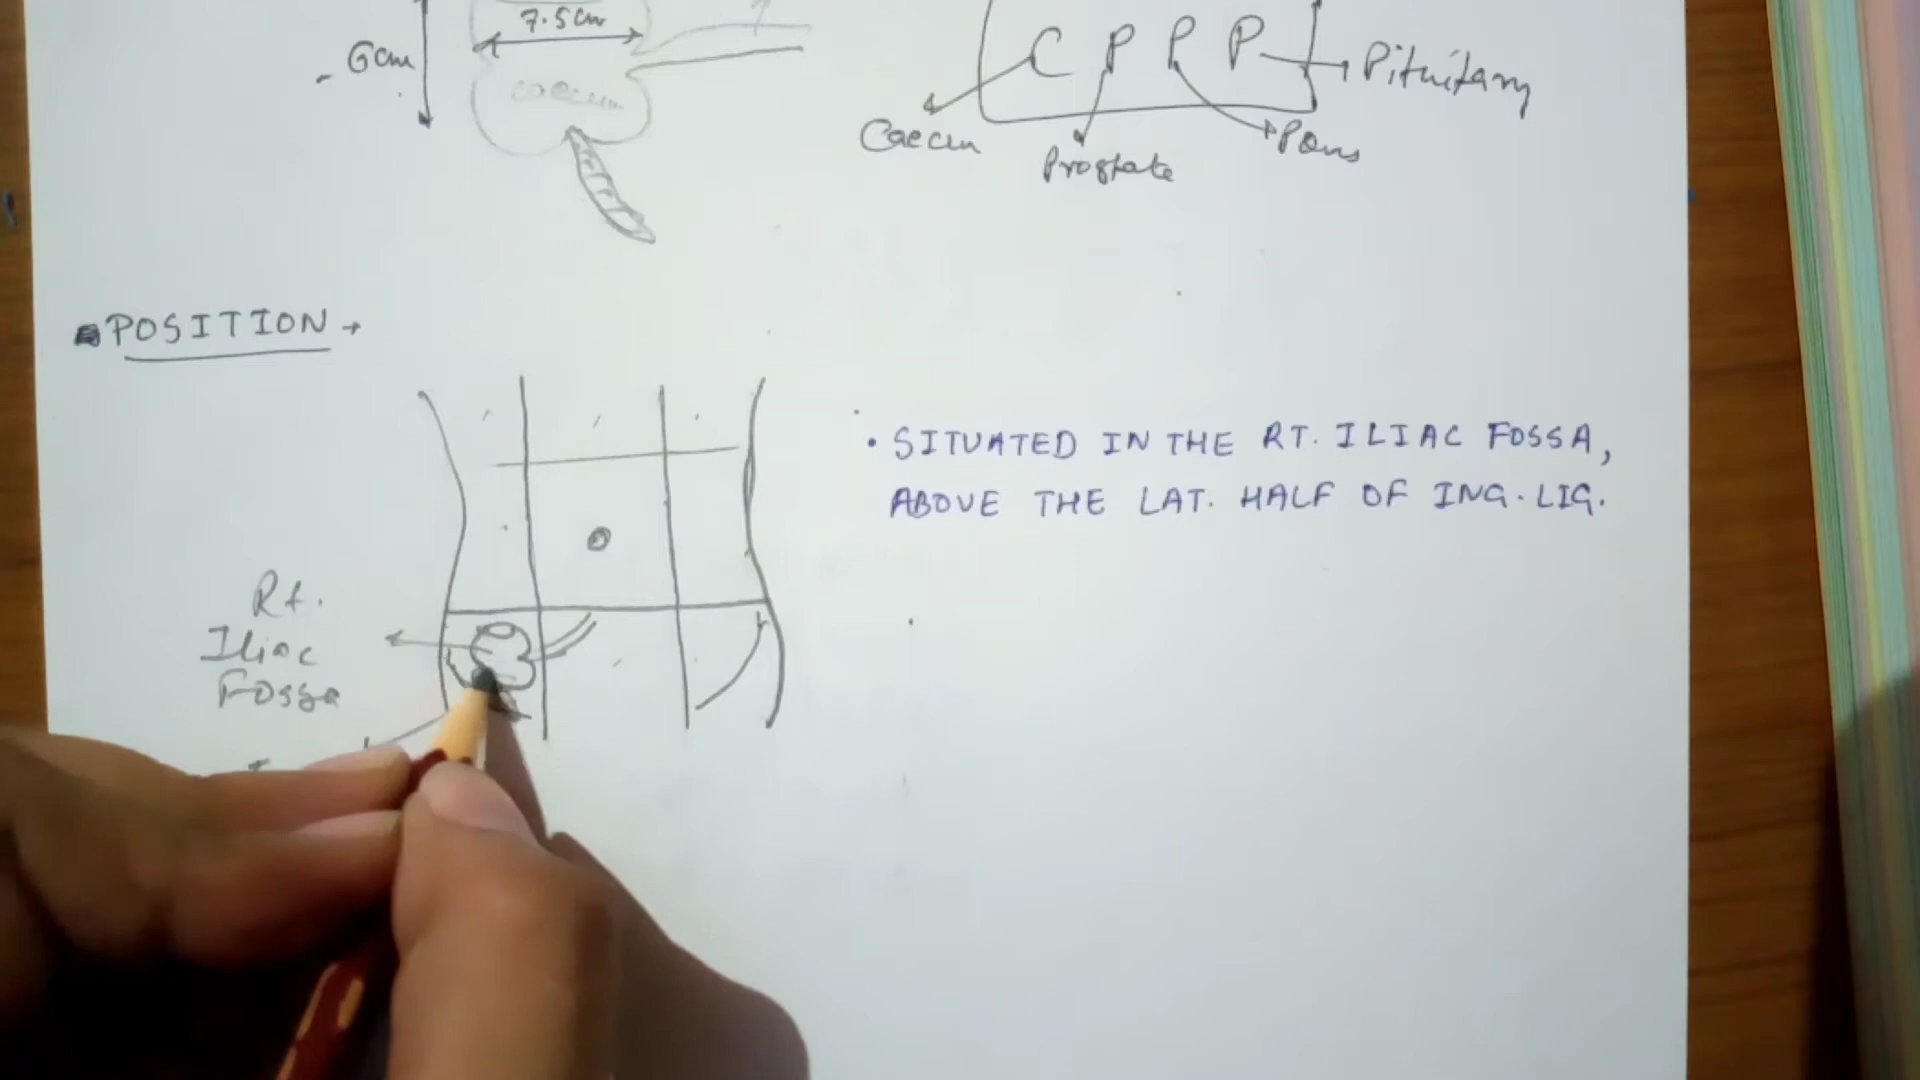 7.5cm
6cm
caecum
C P P P
Pituitary
Caecum
Prostate
Pons
POSITION →
• SITUATED IN THE RT. ILIAC FOSSA,
ABOVE THE LAT. HALF OF ING. LIG.
Rt.
Iliac
Fossa